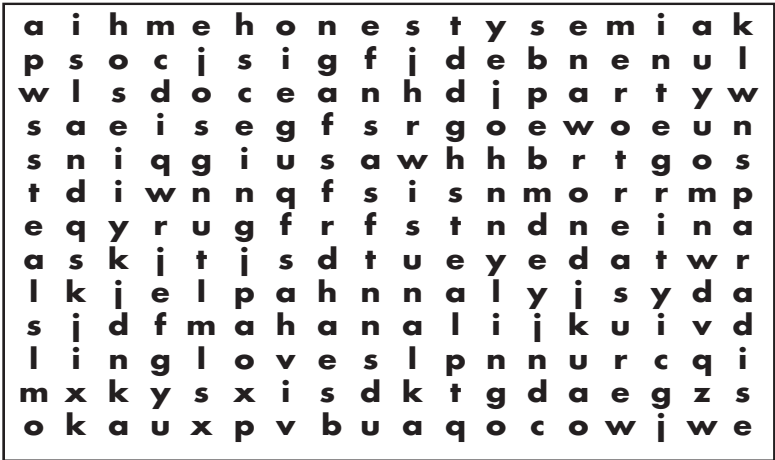 a i h m e h o n e s t y s e m i a k
p s o c j s i g f j d e b n e n u l
w l s d o c e a n h d j p a r t y w
s a e i s e g f s r g o e w o e u n
s n i q g i u s a w h h b r t g o s
t d i w n n q f s i s n m o r r m p
e q y r u g f r f s t n d n e i n a
a s k j t j s d t u e y e d a t w r
l k j e l p a h n n a l y j s y d a
s j d f m a h a n a l i j k u i v d
l i n g l o v e s l p n n u r c q i
m x k y s x i s d k t g d a e g z s
o k a u x p v b u a q o c o w j w e